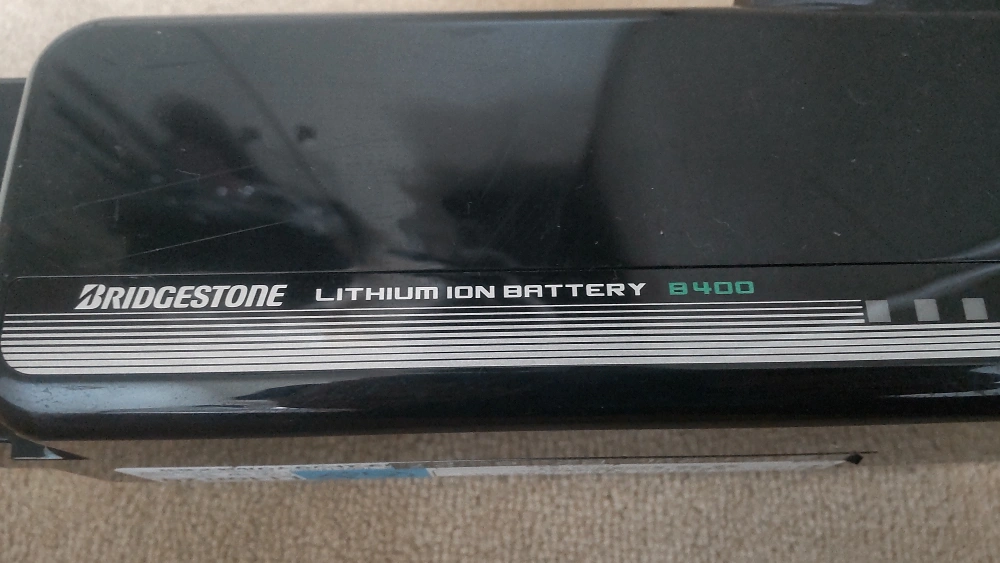 BRIDGESTONE LITHIUM ION BATTERY B400